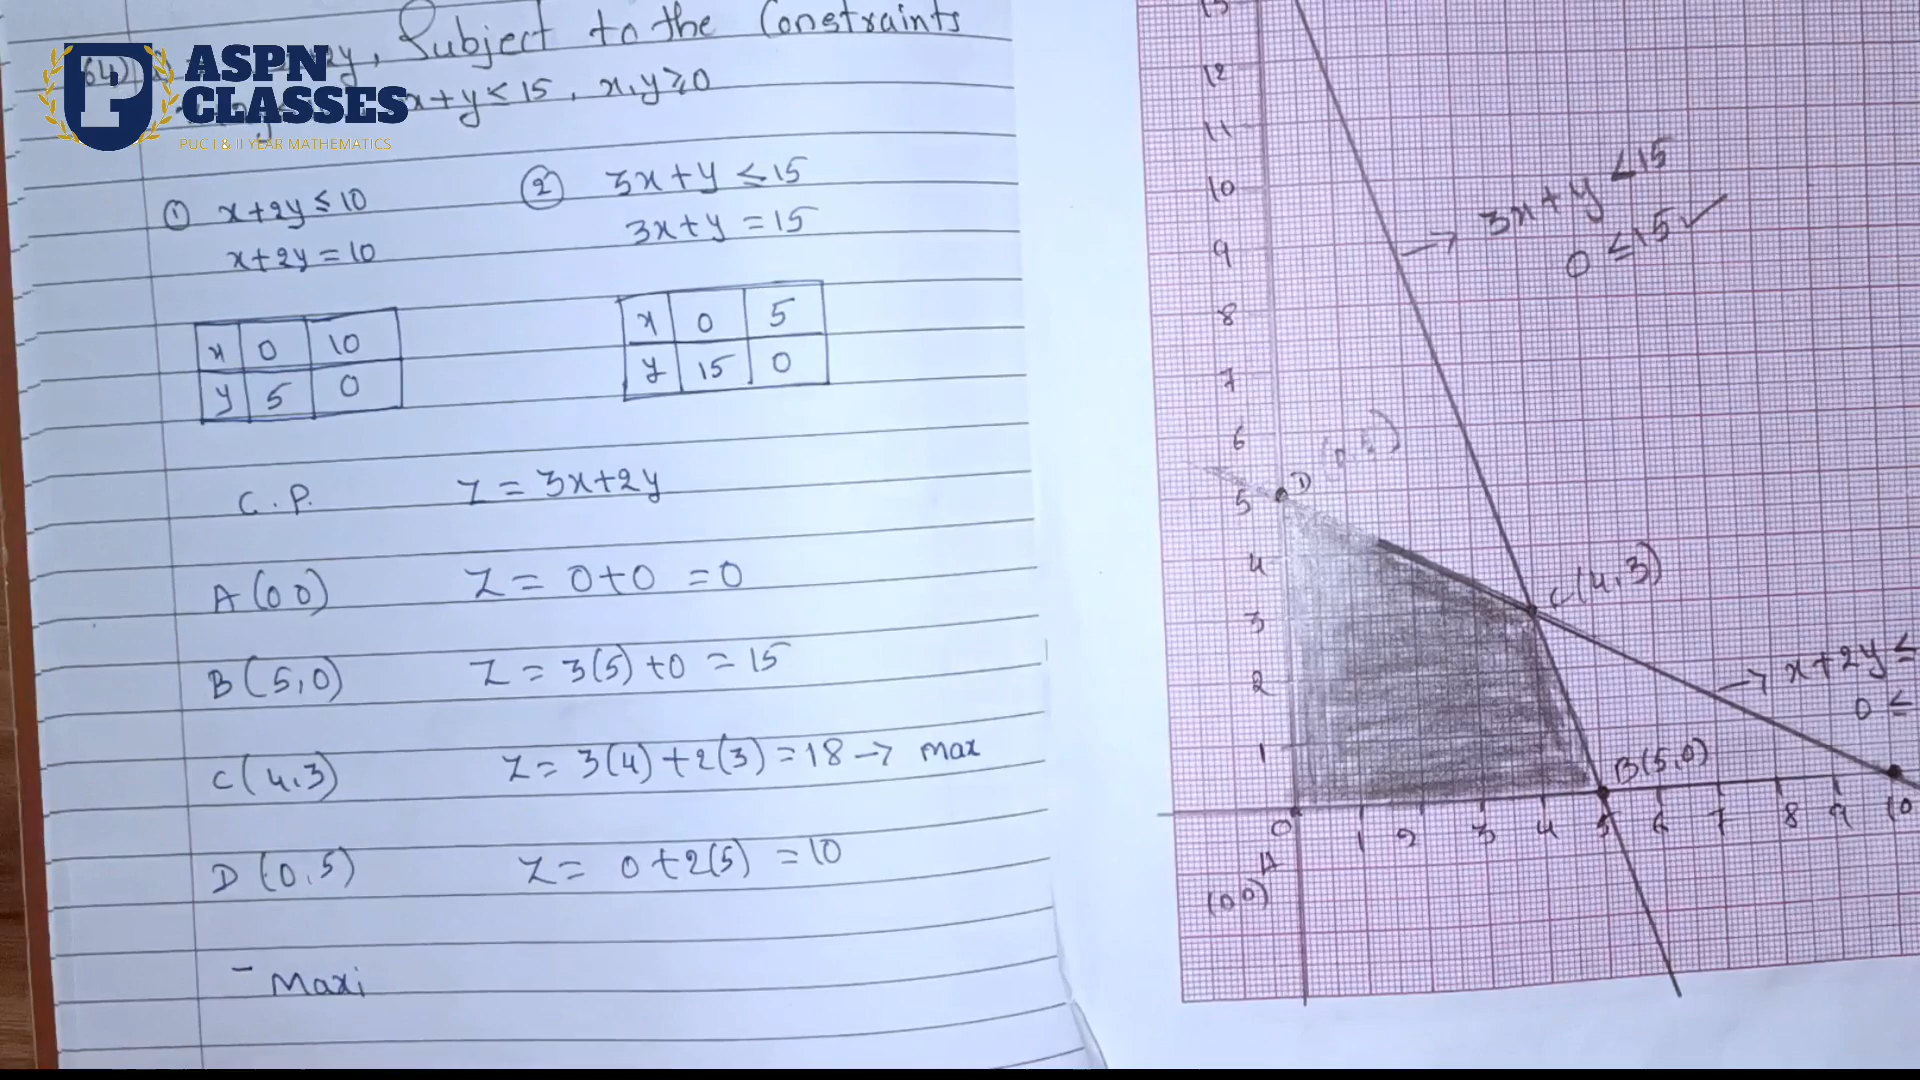 ASPN
CLASSES
PUC I & II YEAR MATHEMATICS
Subject to the Constraints
x+y≤15, x,y≥0
① x+2y≤10
x+2y=10
② 3x+y≤15
3x+y=15
x 0 10
y 5 0
x 0 5
y 15 0
C.P. Z=3x+2y
A(0 0) Z=0+0=0
B(5,0) Z=3(5)+0=15
C(4,3) Z=3(4)+2(3)=18→max
D(0,5) Z=0+2(5)=10
- Maxi
13
12
11
10
9
8
7
6
5
4
3
2
1
→3x+y≤15
0≤15✓
D
C(4,3)
→x+2y≤
0≤
B(5,0)
0 1 2 3 4 5 6 7 8 9 10
A
(0 0)